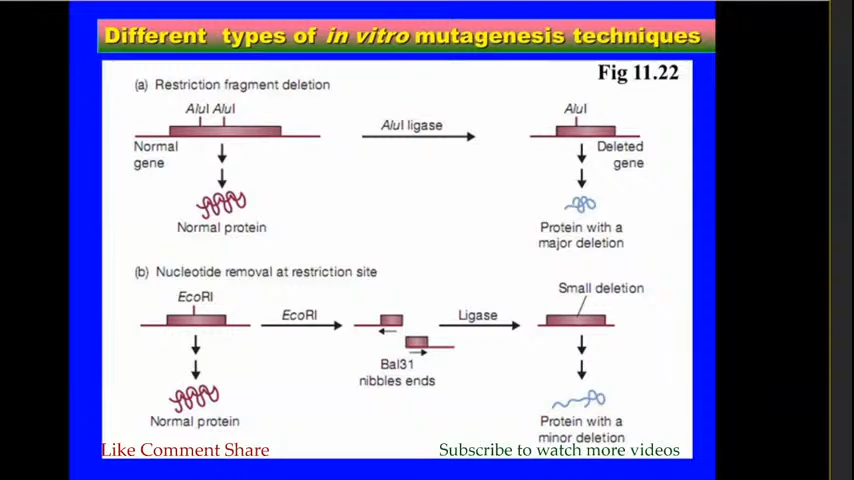 Different types of in vitro mutagenesis techniques
Fig 11.22
(a) Restriction fragment deletion
AluI AluI
AluI ligase
AluI
Normal
gene
Deleted
gene
Normal protein
Protein with a
major deletion
(b) Nucleotide removal at restriction site
EcoRI
EcoRI
Ligase
Small deletion
Bal31
nibbles ends
Normal protein
Protein with a
minor deletion
Like Comment Share
Subscribe to watch more videos